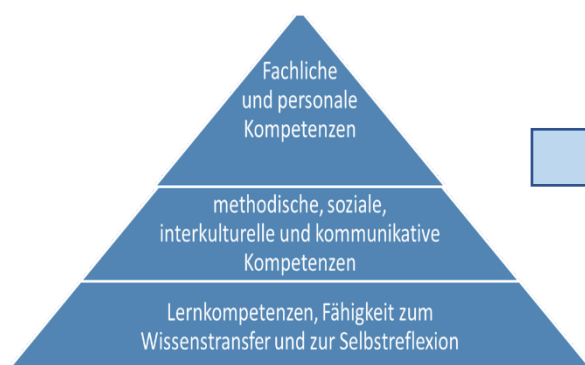 Fachliche
und personale
Kompetenzen
methodische, soziale,
interkulturelle und kommunikative
Kompetenzen
Lernkompetenzen, Fähigkeit zum
Wissenstransfer und zur Selbstreflexion